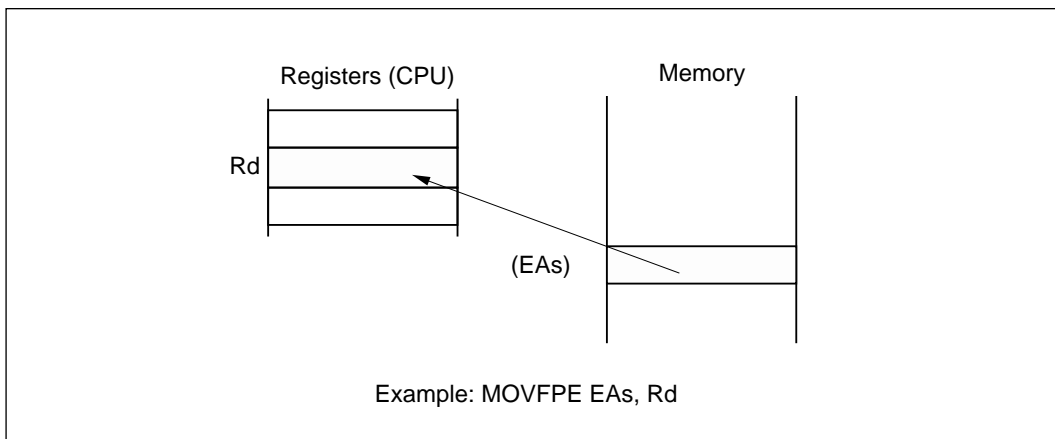 Registers (CPU)
Memory
Rd
(EAs)
Example: MOVFPE EAs, Rd